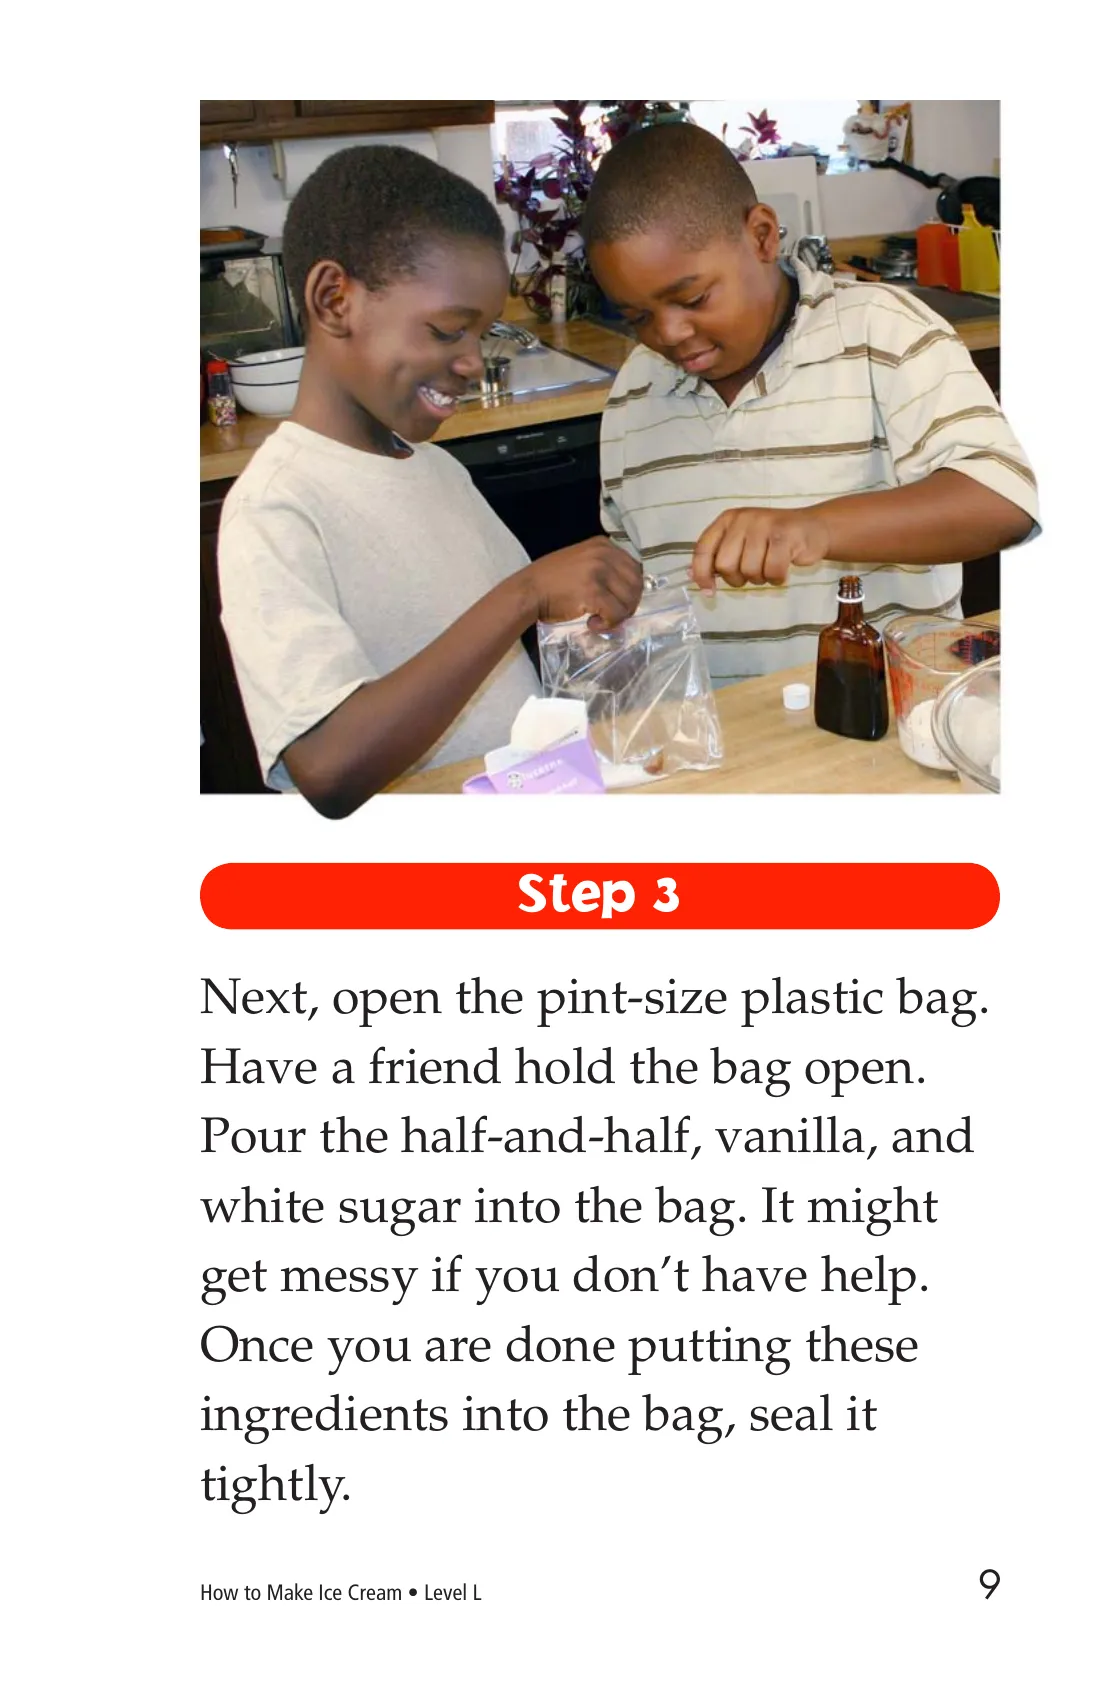 Step 3
Next, open the pint-size plastic bag.
Have a friend hold the bag open.
Pour the half-and-half, vanilla, and
white sugar into the bag. It might
get messy if you don’t have help.
Once you are done putting these
ingredients into the bag, seal it
tightly.
How to Make Ice Cream • Level L
9